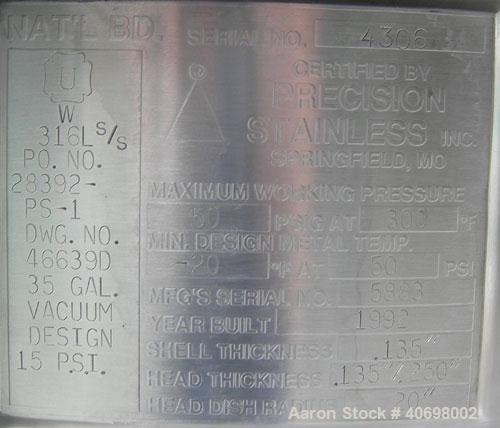 NAT'L BD. SERIAL NO. 4306
U
W
316L S/S
P.O. NO.
28392-
PS-1
DWG. NO.
46639D
35 GAL.
VACUUM
DESIGN
15 P.S.I.
CERTIFIED BY
PRECISION
STAINLESS INC.
SPRINGFIELD, MO
MAXIMUM WORKING PRESSURE
50 PSIG AT 300 °F
MIN. DESIGN METAL TEMP.
-20 °F AT 50 PSI
MFG'S SERIAL NO. 5883
YEAR BUILT 1992
SHELL THICKNESS .135"
HEAD THICKNESS .135"/.250"
HEAD DISH RADIUS 20"
Aaron Stock # 40698002